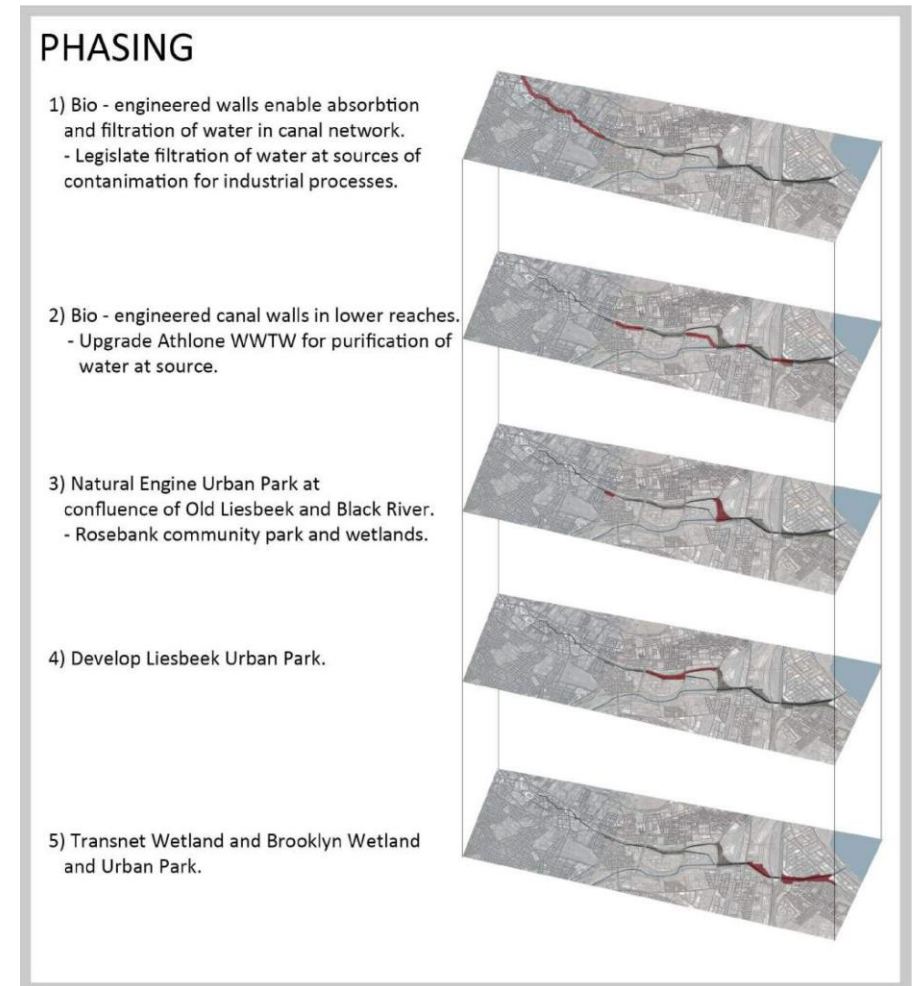 PHASING
1) Bio - engineered walls enable absorbtion
and filtration of water in canal network.
- Legislate filtration of water at sources of
contanimation for industrial processes.
2) Bio - engineered canal walls in lower reaches.
- Upgrade Athlone WWTW for purification of
water at source.
3) Natural Engine Urban Park at
confluence of Old Liesbeek and Black River.
- Rosebank community park and wetlands.
4) Develop Liesbeek Urban Park.
5) Transnet Wetland and Brooklyn Wetland
and Urban Park.